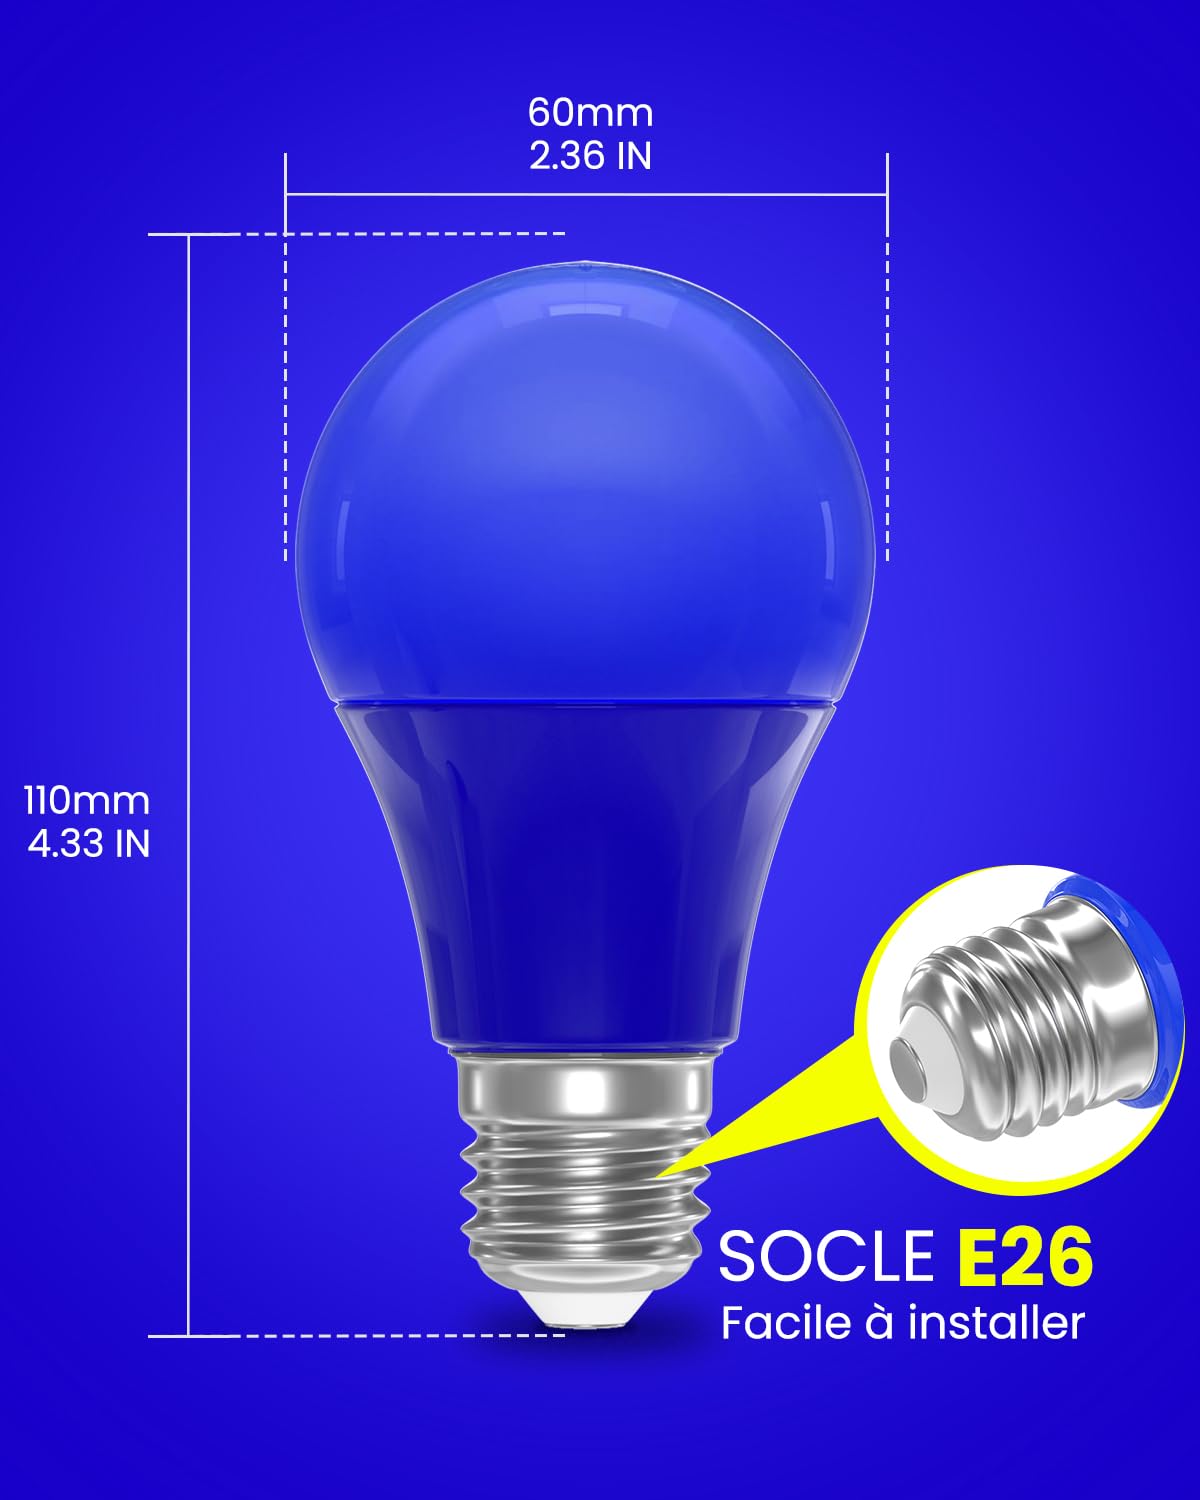 60mm
2.36 IN
110mm
4.33 IN
SOCLE E26
Facile à installer